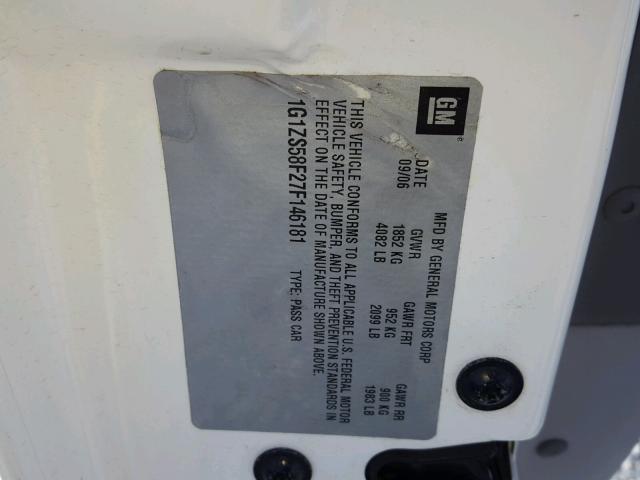 GM
MFD BY GENERAL MOTORS CORP
DATE GVWR GAWR FRT GAWR RR
09/06 1852 KG 952 KG 900 KG
4082 LB 2099 LB 1983 LB
THIS VEHICLE CONFORMS TO ALL APPLICABLE U.S. FEDERAL MOTOR
VEHICLE SAFETY, BUMPER, AND THEFT PREVENTION STANDARDS IN
EFFECT ON THE DATE OF MANUFACTURE SHOWN ABOVE.
1G1ZS58F27F146181 TYPE: PASS CAR